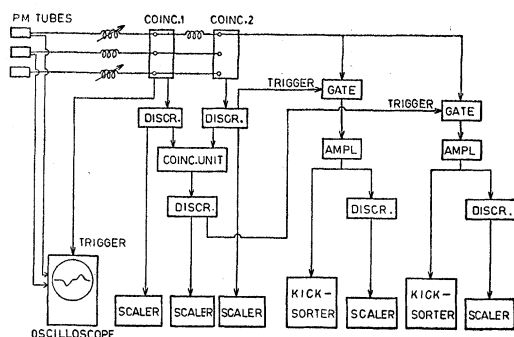 PM TUBES
COINC.1
COINC.2
TRIGGER
GATE
TRIGGER
GATE
DISCR.
DISCR.
AMPL
AMPL
COINC.UNIT
DISCR.
DISCR.
DISCR.
TRIGGER
KICK-
SORTER
KICK-
SORTER
SCALER
SCALER
SCALER
SCALER
SCALER
OSCILLOSCOPE